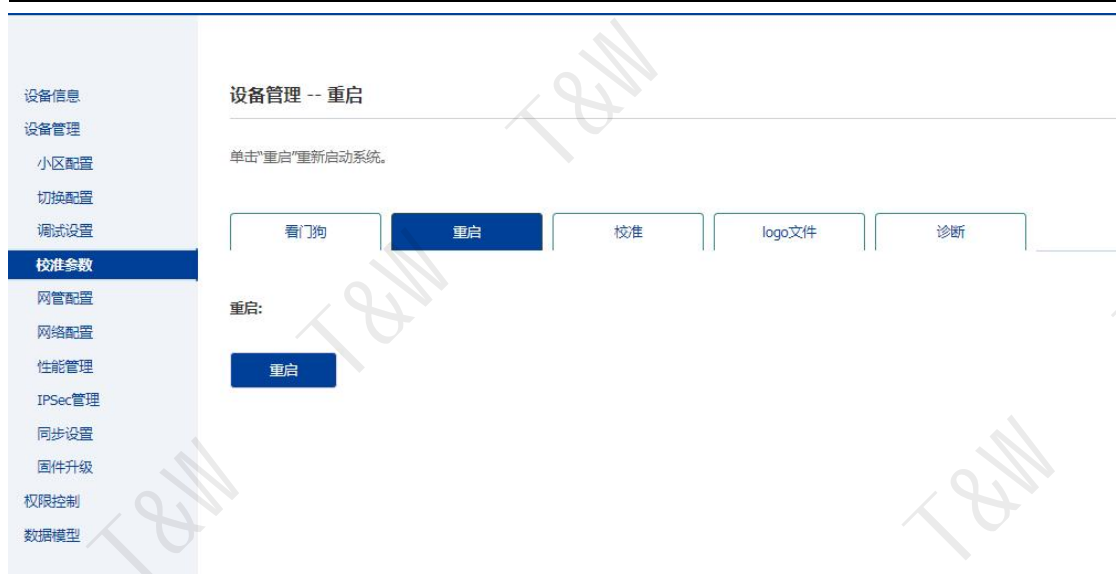 设备信息
设备管理
小区配置
切换配置
调试设置
校准参数
网管配置
网络配置
性能管理
IPSec管理
同步设置
固件升级
权限控制
数据模型
设备管理 -- 重启
单击"重启"重新启动系统。
看门狗 重启 校准 logo文件 诊断
重启:
重启
T&W
T&W
T&W
T&W